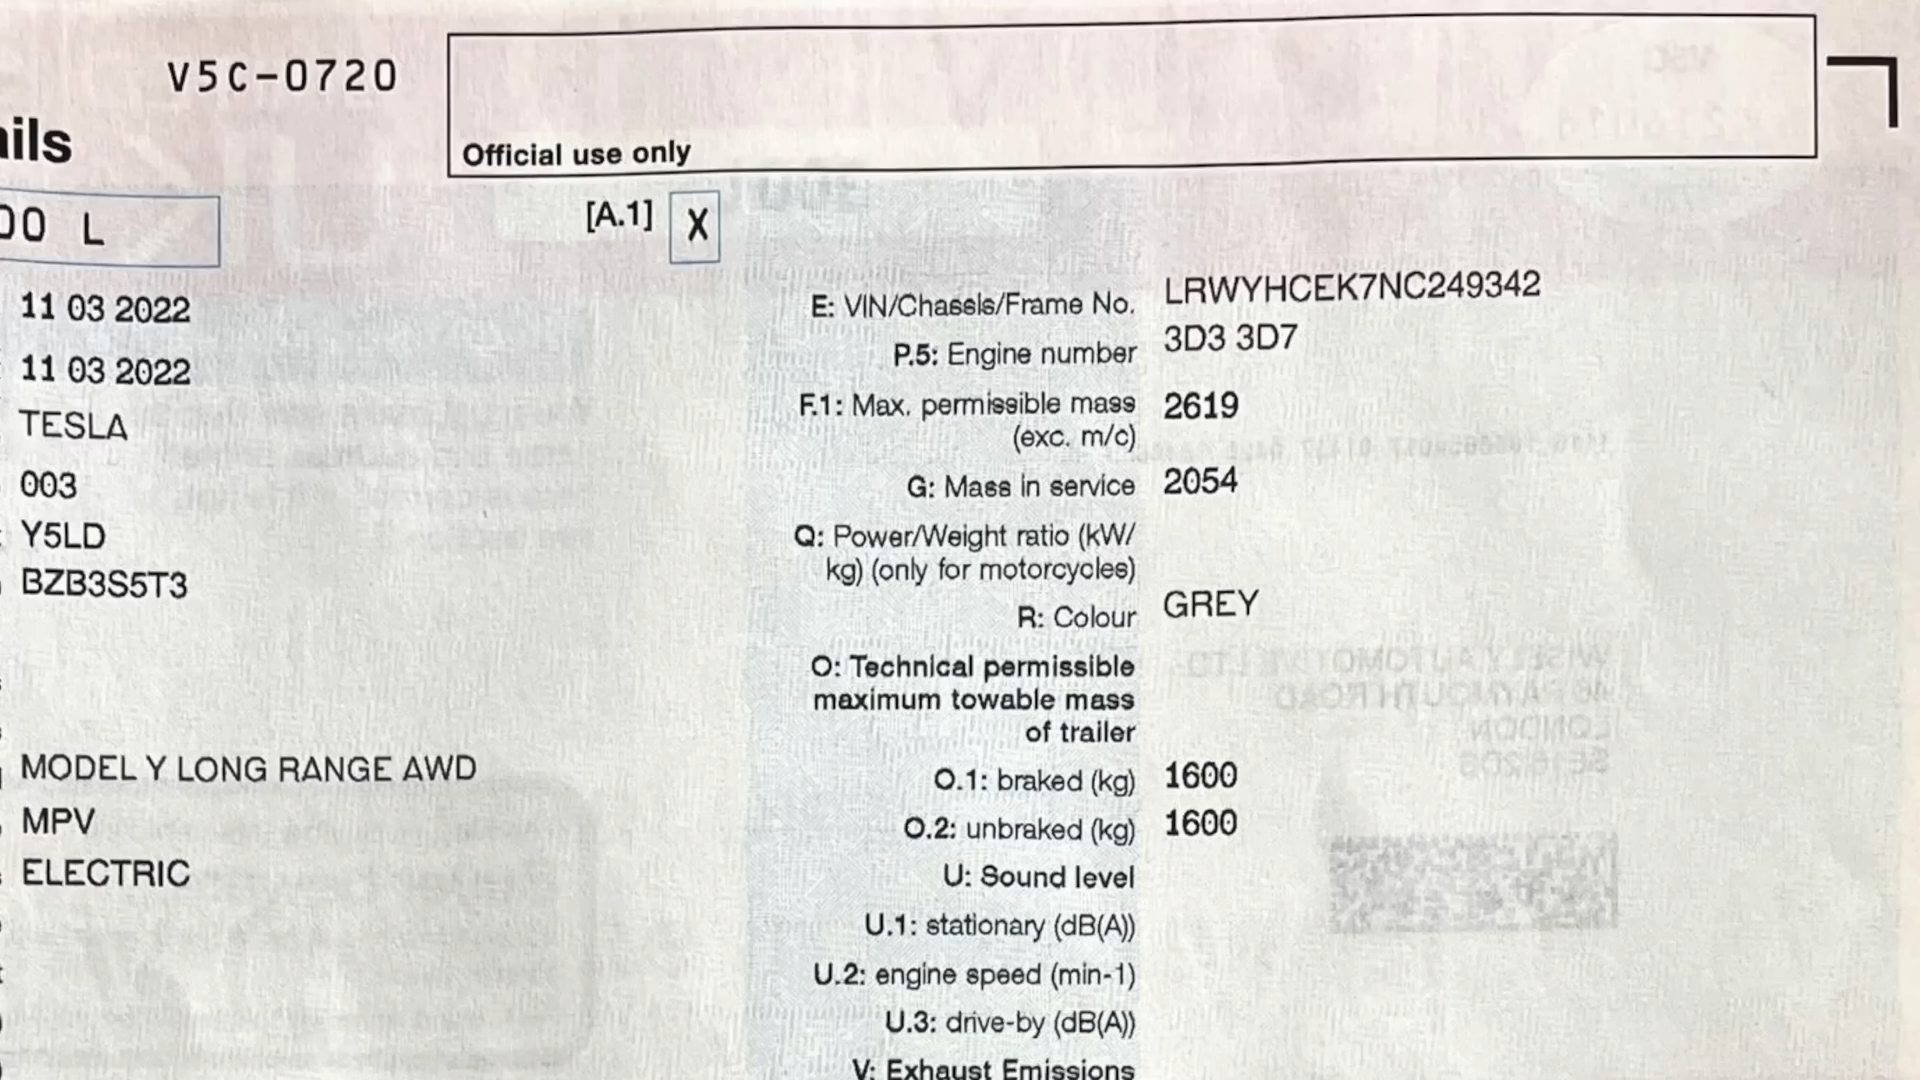 V5C-0720
ails
Official use only
00 L
[A.1] X
11 03 2022
11 03 2022
TESLA
003
Y5LD
BZB3S5T3
MODEL Y LONG RANGE AWD
MPV
ELECTRIC
E: VIN/Chassis/Frame No. LRWYHCEK7NC249342
P.5: Engine number 3D3 3D7
F.1: Max. permissible mass 2619
(exc. m/c)
G: Mass in service 2054
Q: Power/Weight ratio (kW/
kg) (only for motorcycles)
R: Colour GREY
O: Technical permissible
maximum towable mass
of trailer
O.1: braked (kg) 1600
O.2: unbraked (kg) 1600
U: Sound level
U.1: stationary (dB(A))
U.2: engine speed (min-1)
U.3: drive-by (dB(A))
V: Exhaust Emissions